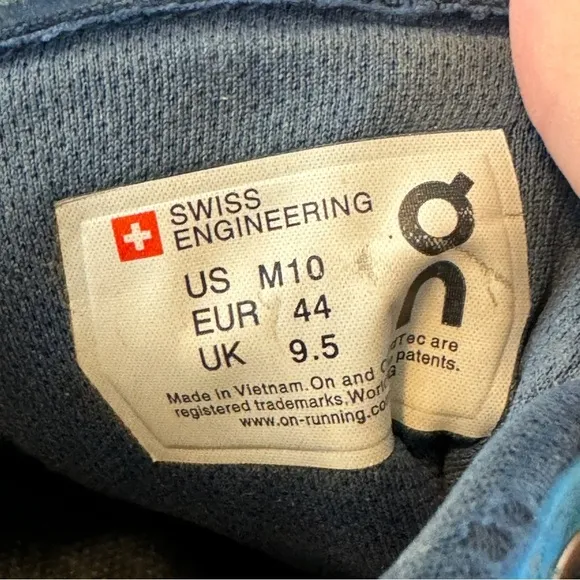 SWISS
ENGINEERING
US M10
EUR 44
UK 9.5
Made in Vietnam. On and Tec are
registered trademarks. World patents.
www.on-running.co